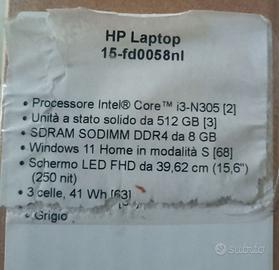 HP Laptop
15-fd0058nl
• Processore Intel® Core™ i3-N305 [2]
• Unità a stato solido da 512 GB [3]
• SDRAM SODIMM DDR4 da 8 GB
• Windows 11 Home in modalità S [68]
• Schermo LED FHD da 39,62 cm (15,6")
(250 nit)
• 3 celle, 41 Wh [63]
• Grigio
subito